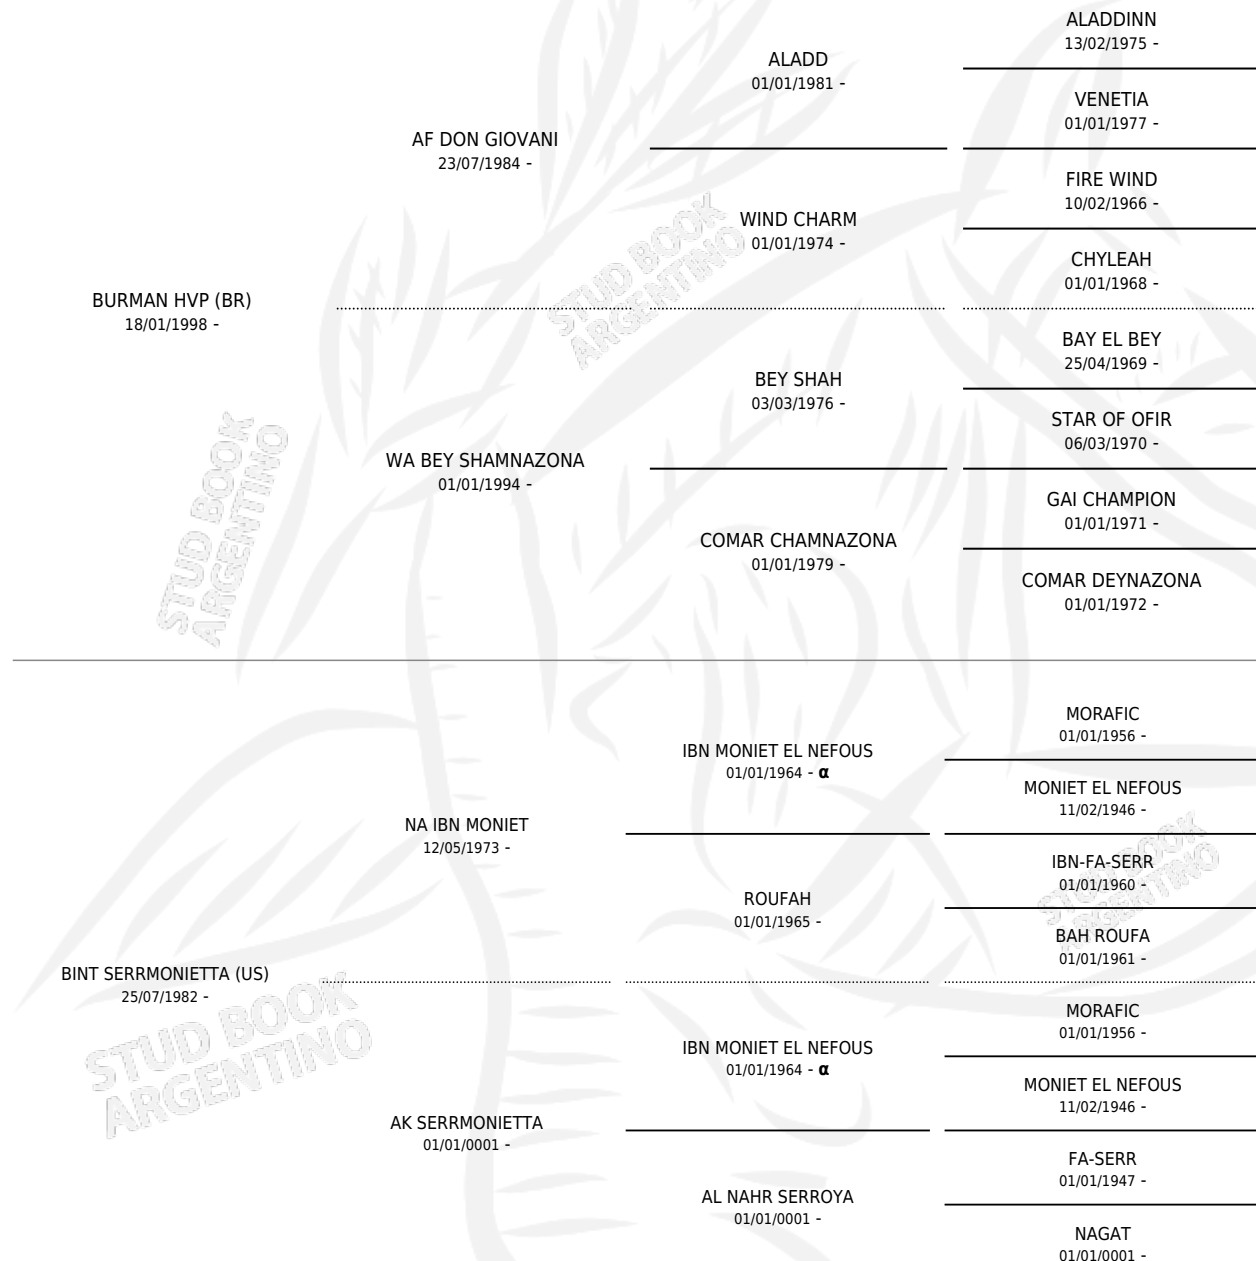 ALADDINN
13/02/1975 -
ALADD
01/01/1981 -
VENETIA
01/01/1977 -
AF DON GIOVANI
23/07/1984 -
FIRE WIND
10/02/1966 -
WIND CHARM
01/01/1974 -
CHYLEAH
01/01/1968 -
BURMAN HVP (BR)
18/01/1998 -
BAY EL BEY
25/04/1969 -
BEY SHAH
03/03/1976 -
STAR OF OFIR
06/03/1970 -
WA BEY SHAMNAZONA
01/01/1994 -
GAI CHAMPION
01/01/1971 -
COMAR CHAMNAZONA
01/01/1979 -
COMAR DEYNAZONA
01/01/1972 -
MORAFIC
01/01/1956 -
IBN MONIET EL NEFOUS
01/01/1964 - α
MONIET EL NEFOUS
11/02/1946 -
NA IBN MONIET
12/05/1973 -
IBN-FA-SERR
01/01/1960 -
ROUFAH
01/01/1965 -
BAH ROUFA
01/01/1961 -
BINT SERRMONIETTA (US)
25/07/1982 -
MORAFIC
01/01/1956 -
IBN MONIET EL NEFOUS
01/01/1964 - α
MONIET EL NEFOUS
11/02/1946 -
AK SERRMONIETTA
01/01/0001 -
FA-SERR
01/01/1947 -
AL NAHR SERROYA
01/01/0001 -
NAGAT
01/01/0001 -
STUD BOOK
ARGENTINO
STUD BOOK
ARGENTINO
STUD BOOK
ARGENTINO
STUD BOOK
ARGENTINO